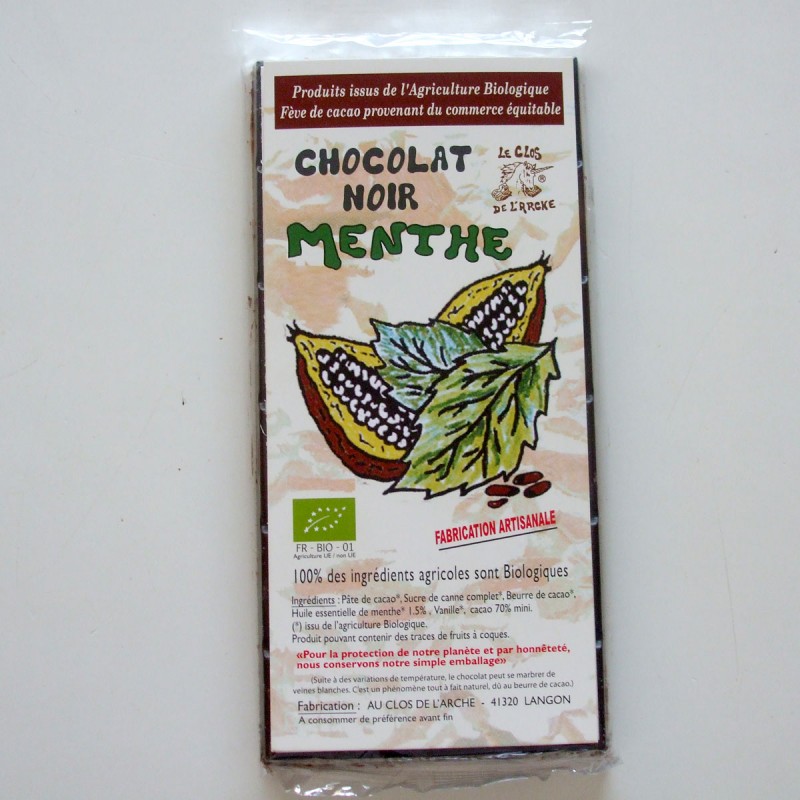 Produits issus de l'Agriculture Biologique
Fève de cacao provenant du commerce équitable
CHOCOLAT
NOIR
MENTHE
LE CLOS
®
DE L'ARCHE
FR - BIO - 01
Agriculture UE / non UE
FABRICATION ARTISANALE
100% des ingrédients agricoles sont Biologiques
Ingrédients : Pâte de cacao*, Sucre de canne complet*, Beurre de cacao*,
Huile essentielle de menthe* 1.5% , Vanille*, cacao 70% mini.
(*) issu de l'agriculture Biologique.
Produit pouvant contenir des traces de fruits à coques.
«Pour la protection de notre planète et par honnêteté,
nous conservons notre simple emballage»
(Suite à des variations de température, le chocolat peut se marbrer de
veines blanches. C'est un phénomène tout à fait naturel, dû au beurre de cacao.)
Fabrication : AU CLOS DE L'ARCHE - 41320 LANGON
A consommer de préférence avant fin